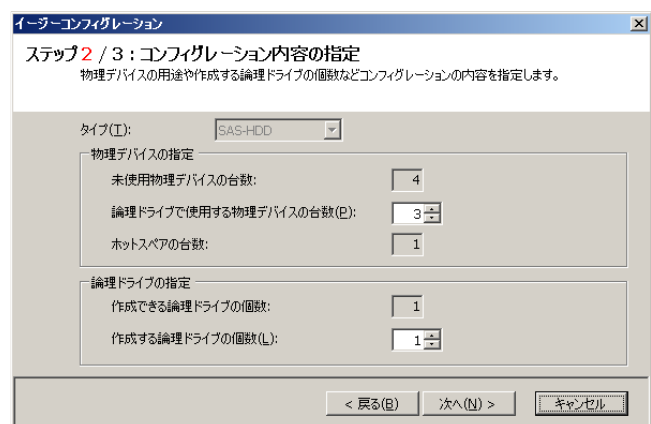 イージーコンフィグレーション
ステップ2 / 3 : コンフィグレーション内容の指定
物理デバイスの用途や作成する論理ドライブの個数などコンフィグレーションの内容を指定します。
タイプ(T): SAS-HDD
物理デバイスの指定
未使用物理デバイスの台数: 4
論理ドライブで使用する物理デバイスの台数(P): 3
ホットスペアの台数: 1
論理ドライブの指定
作成できる論理ドライブの個数: 1
作成する論理ドライブの個数(L): 1
< 戻る(B) 次へ(N) > キャンセル